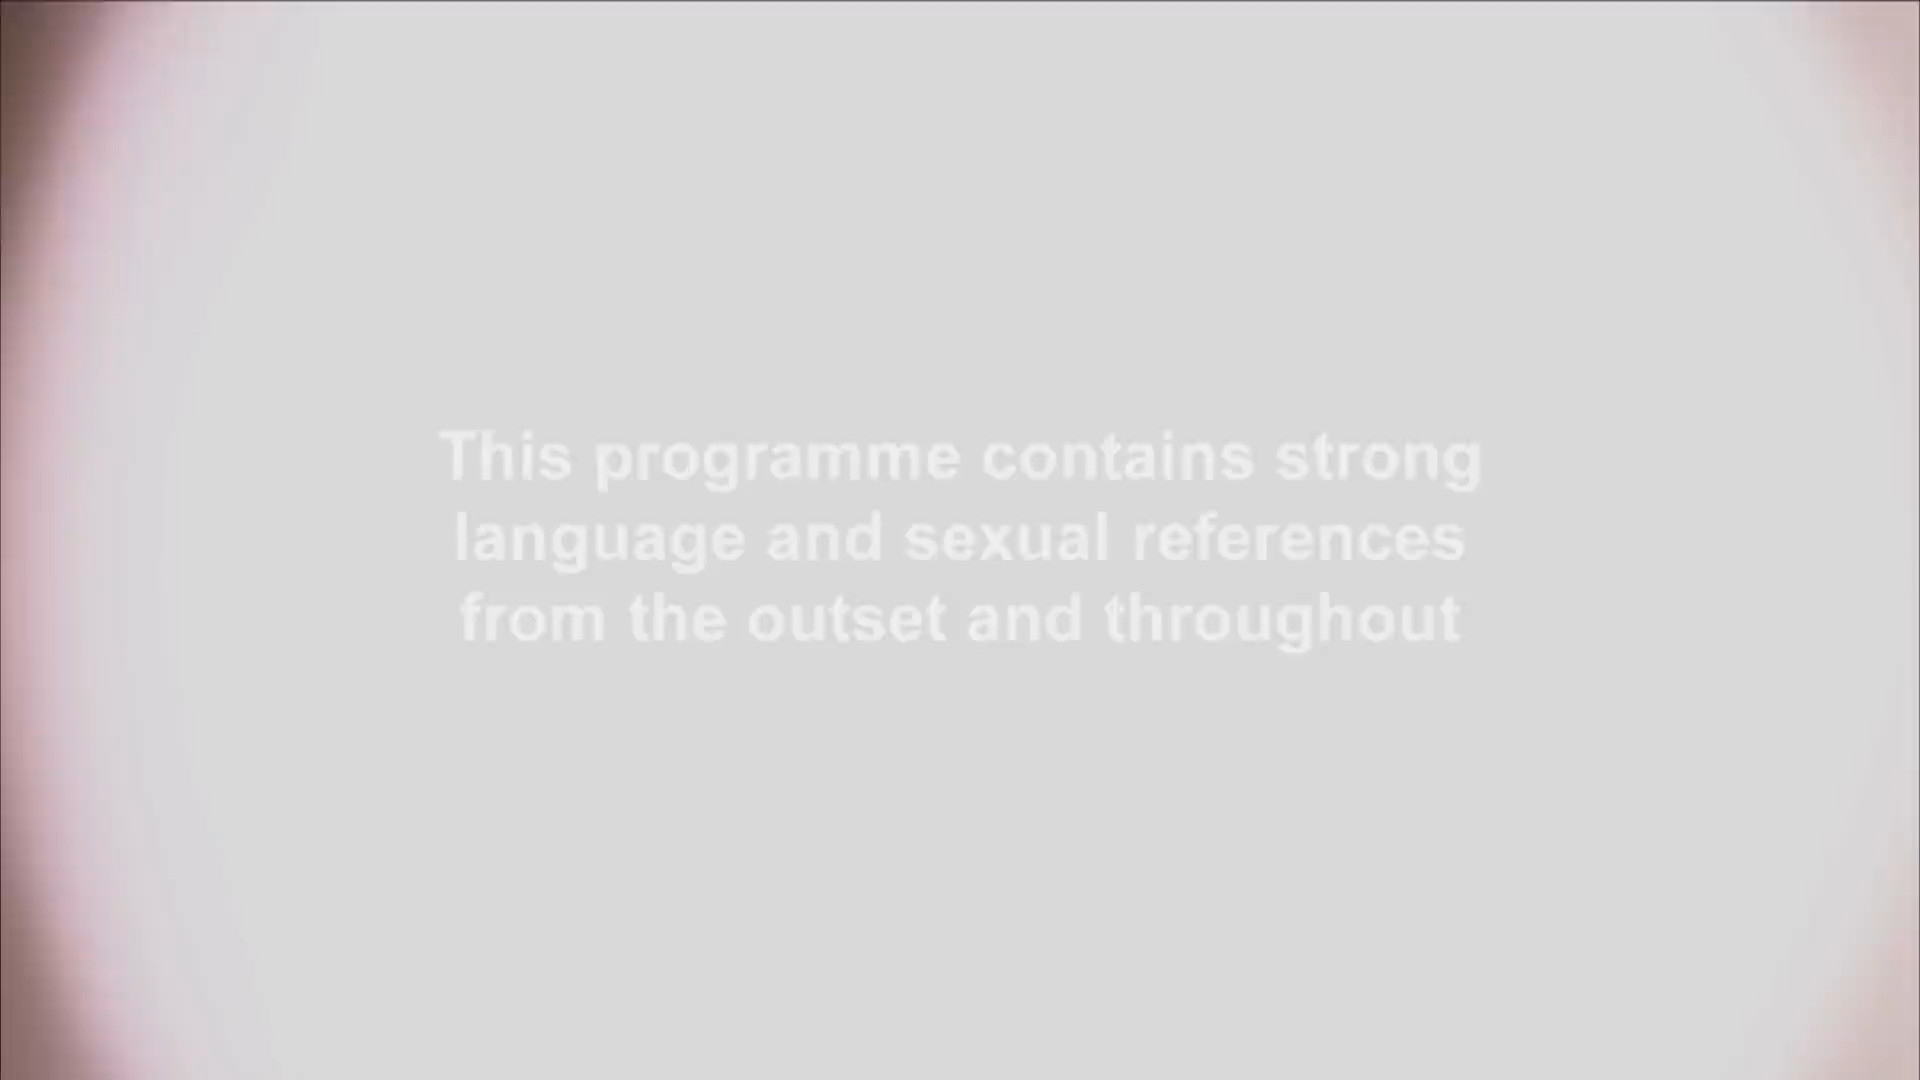 This programme contains strong
language and sexual references
from the outset and throughout